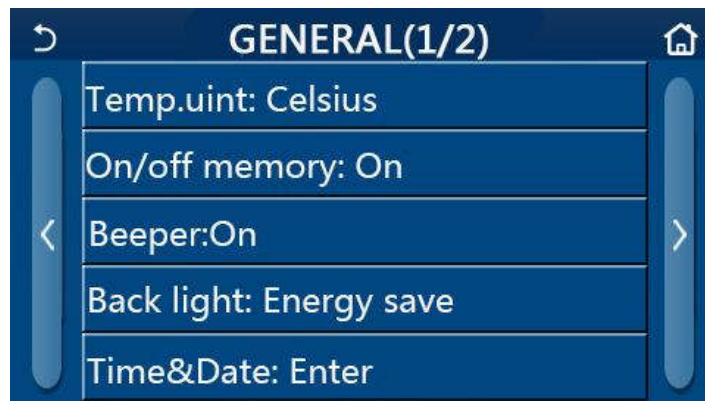 GENERAL(1/2)
Temp.uint: Celsius
On/off memory: On
Beeper:On
Back light: Energy save
Time&Date: Enter